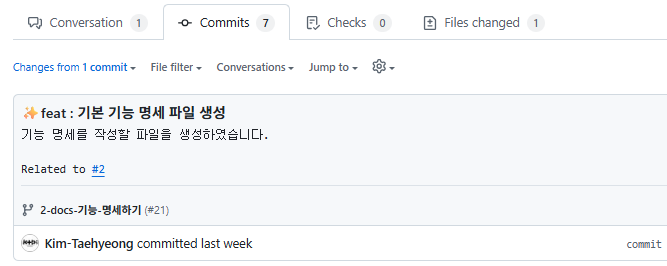 Conversation 1 Commits 7 Checks 0 Files changed 1
Changes from 1 commit File filter Conversations Jump to
✨ feat : 기본 기능 명세 파일 생성
기능 명세를 작성할 파일을 생성하였습니다.
Related to #2
2-docs-기능-명세하기 (#21)
Kim-Taehyeong committed last week commit